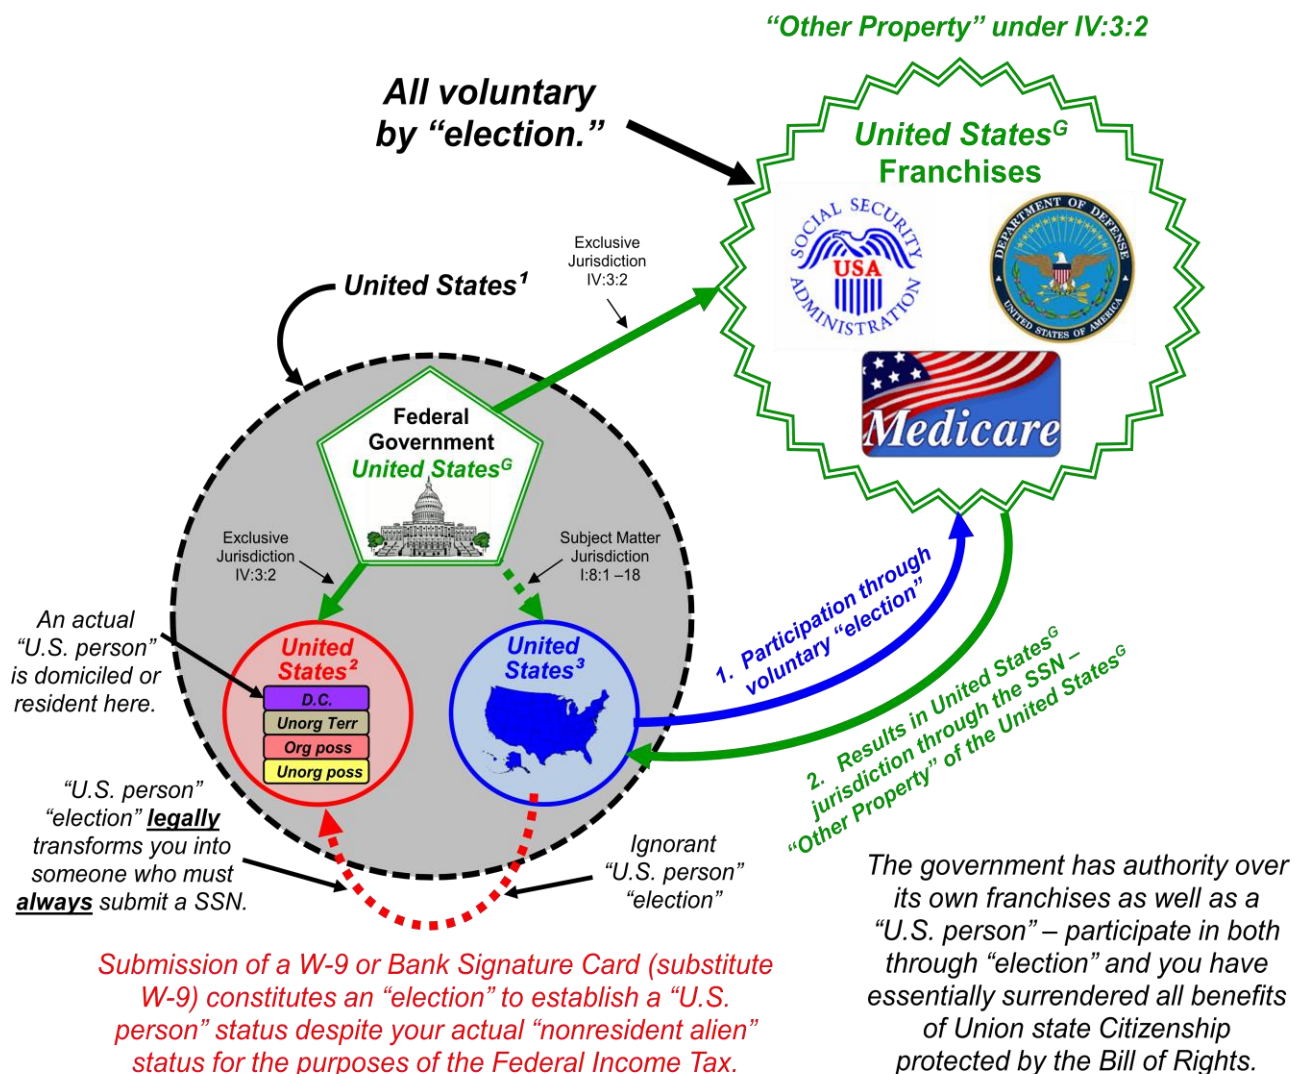 “Other Property” under IV:3:2
All voluntary
by “election.”
United Statesᴳ
Franchises
SOCIAL SECURITY
USA
ADMINISTRATION
DEPARTMENT OF DEFENSE
UNITED STATES OF AMERICA
Medicare
Exclusive
Jurisdiction
IV:3:2
United States¹
Federal
Government
United Statesᴳ
Exclusive
Jurisdiction
IV:3:2
Subject Matter
Jurisdiction
I:8:1 –18
An actual
“U.S. person”
is domiciled or
resident here.
United
States²
D.C.
Unorg Terr
Org poss
Unorg poss
United
States³
1. Participation through
voluntary “election”
2. Results in United Statesᴳ
jurisdiction through the SSN –
“Other Property” of the United Statesᴳ
“U.S. person”
“election” legally
transforms you into
someone who must
always submit a SSN.
Ignorant
“U.S. person”
“election”
Submission of a W-9 or Bank Signature Card (substitute
W-9) constitutes an “election” to establish a “U.S.
person” status despite your actual “nonresident alien”
status for the purposes of the Federal Income Tax.
The government has authority over
its own franchises as well as a
“U.S. person” – participate in both
through “election” and you have
essentially surrendered all benefits
of Union state Citizenship
protected by the Bill of Rights.